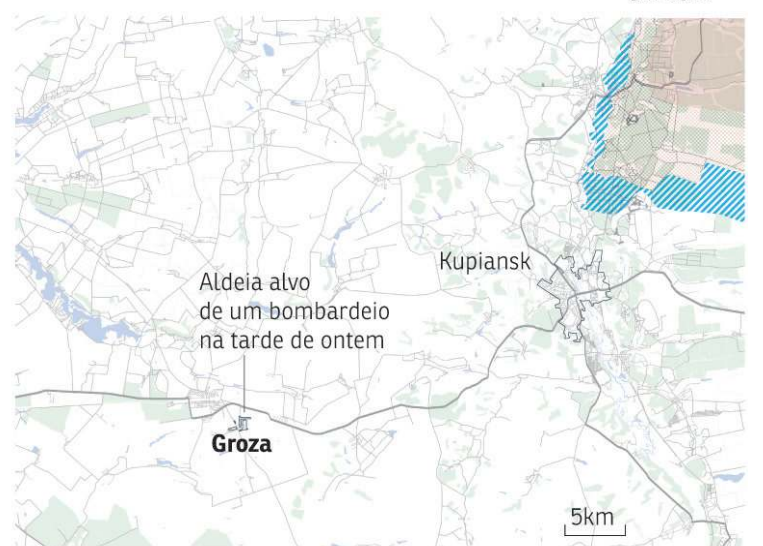 Kupiansk
Aldeia alvo
de um bombardeio
na tarde de ontem
Groza
5km